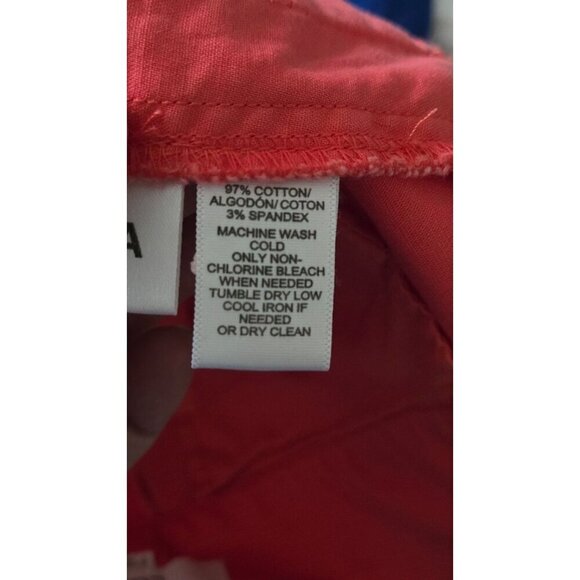 97% COTTON/
ALGODÓN/ COTON
3% SPANDEX
MACHINE WASH
COLD
ONLY NON-
CHLORINE BLEACH
WHEN NEEDED
TUMBLE DRY LOW
COOL IRON IF
NEEDED
OR DRY CLEAN
A